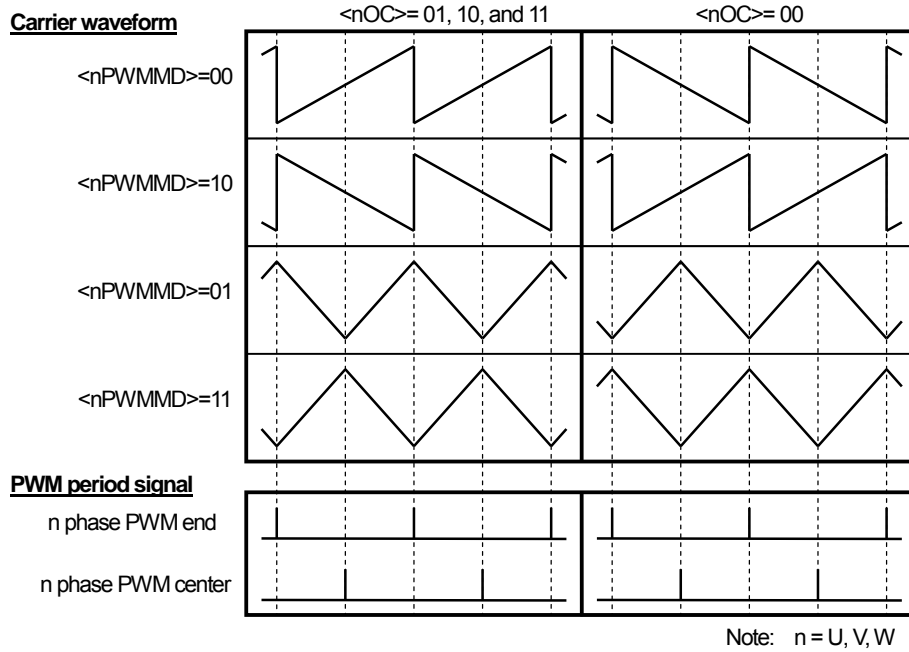 <nOC>= 01, 10, and 11
<nOC>= 00
Carrier waveform
<nPWMMD>=00
<nPWMMD>=10
<nPWMMD>=01
<nPWMMD>=11
PWM period signal
n phase PWM end
n phase PWM center
Note: n = U, V, W